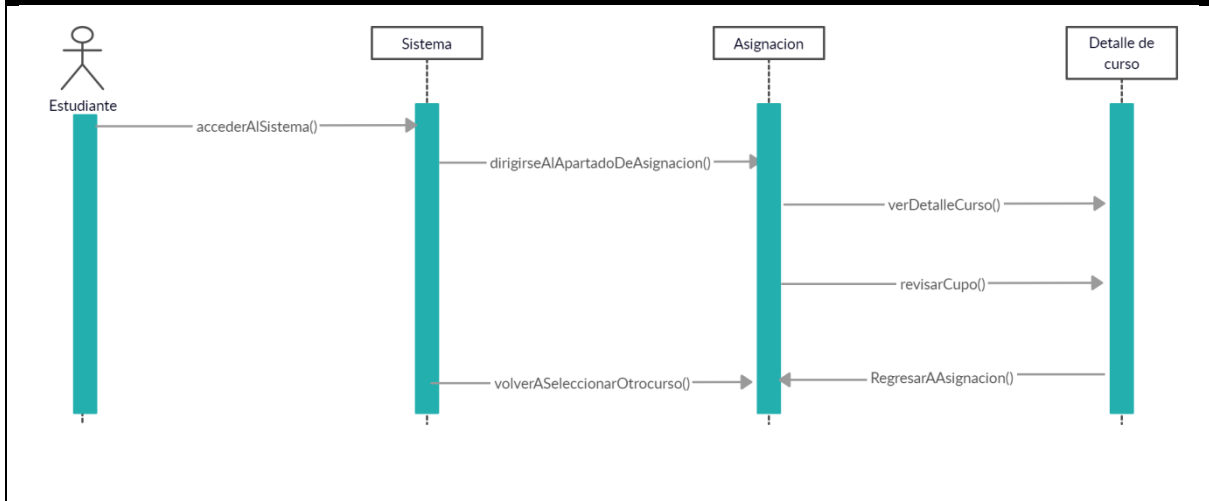 Sistema
Asignacion
Detalle de
curso
Estudiante
accederAlSistema()
dirigirseAlApartadoDeAsignacion()
verDetalleCurso()
revisarCupo()
RegresarAAsignacion()
volverASeleccionarOtrocurso()